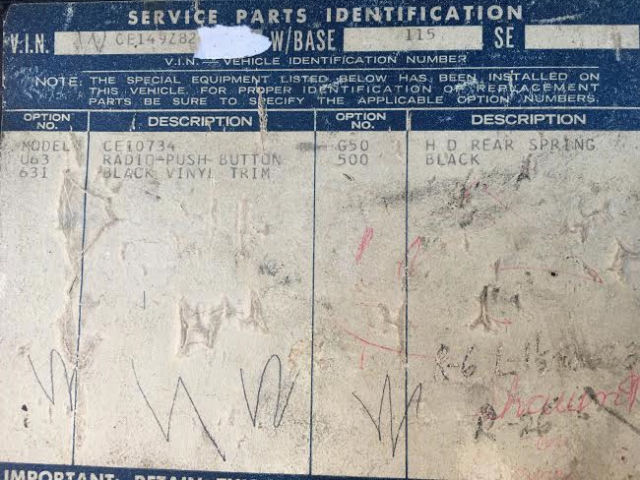 SERVICE PARTS IDENTIFICATION
V.I.N. CE149Z82 W/BASE 115 SE
V.I.N.—VEHICLE IDENTIFICATION NUMBER
NOTE: THE SPECIAL EQUIPMENT LISTED BELOW HAS BEEN INSTALLED ON
THIS VEHICLE. FOR PROPER IDENTIFICATION OF REPLACEMENT
PARTS BE SURE TO SPECIFY THE APPLICABLE OPTION NUMBERS.
OPTION NO. DESCRIPTION OPTION NO. DESCRIPTION
MODEL CE10734 G50 H D REAR SPRING
U63 RADIO-PUSH BUTTON 500 BLACK
631 BLACK VINYL TRIM
R-6
IMPORTANT: RETAIN